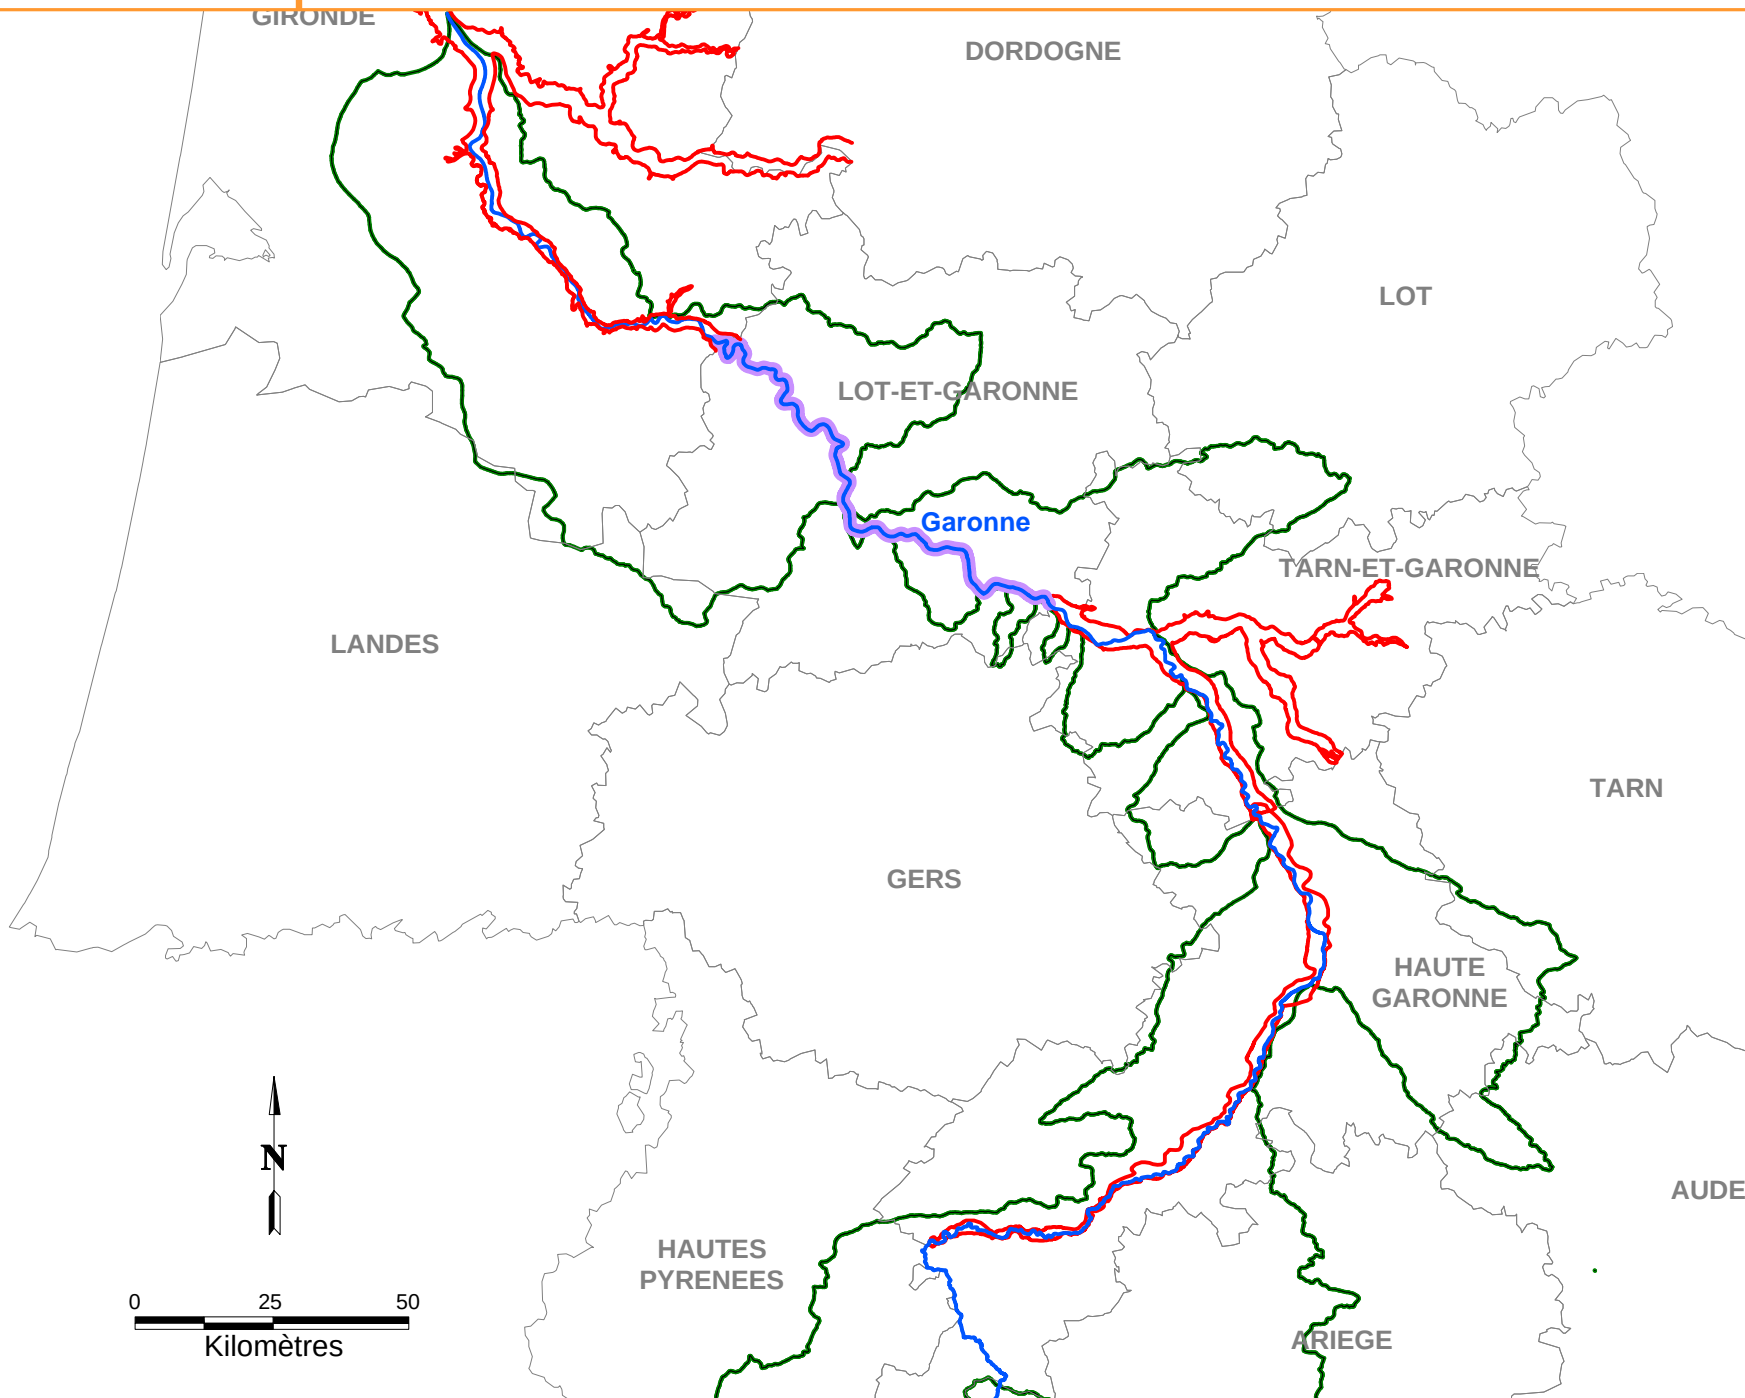 GIRONDE
DORDOGNE
LOT
LOT-ET-GARONNE
Garonne
TARN-ET-GARONNE
LANDES
TARN
GERS
HAUTE
GARONNE
N
AUDE
HAUTES
PYRENEES
0 25 50
Kilomètres
ARIEGE